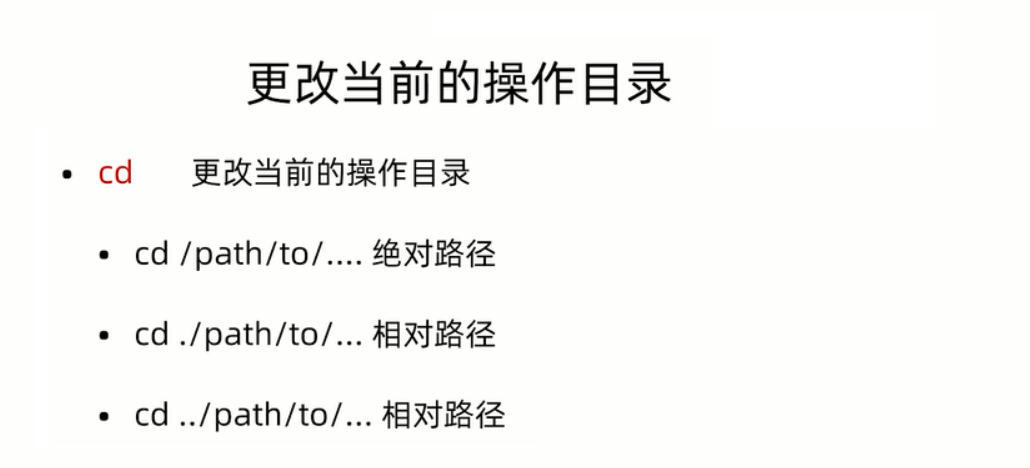 更改当前的操作目录
• cd 更改当前的操作目录
• cd /path/to/.... 绝对路径
• cd ./path/to/... 相对路径
• cd ../path/to/... 相对路径